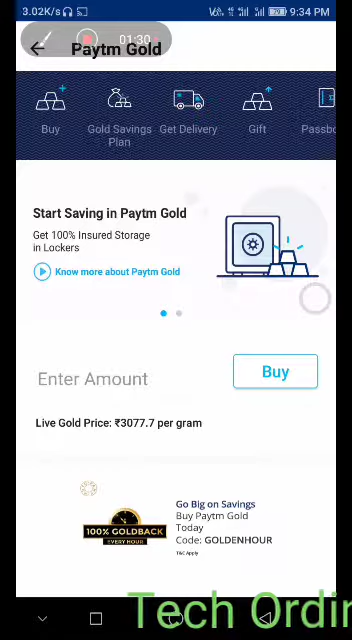 3.02K/s 9:34 PM
01:30
Paytm Gold
Buy
Gold Savings
Plan
Get Delivery
Gift
Passbo
Start Saving in Paytm Gold
Get 100% Insured Storage
in Lockers
Know more about Paytm Gold
Enter Amount
Buy
Live Gold Price: ₹3077.7 per gram
100% GOLDBACK
EVERY HOUR
Go Big on Savings
Buy Paytm Gold
Today
Code: GOLDENHOUR
T&C Apply
Tech Ordin